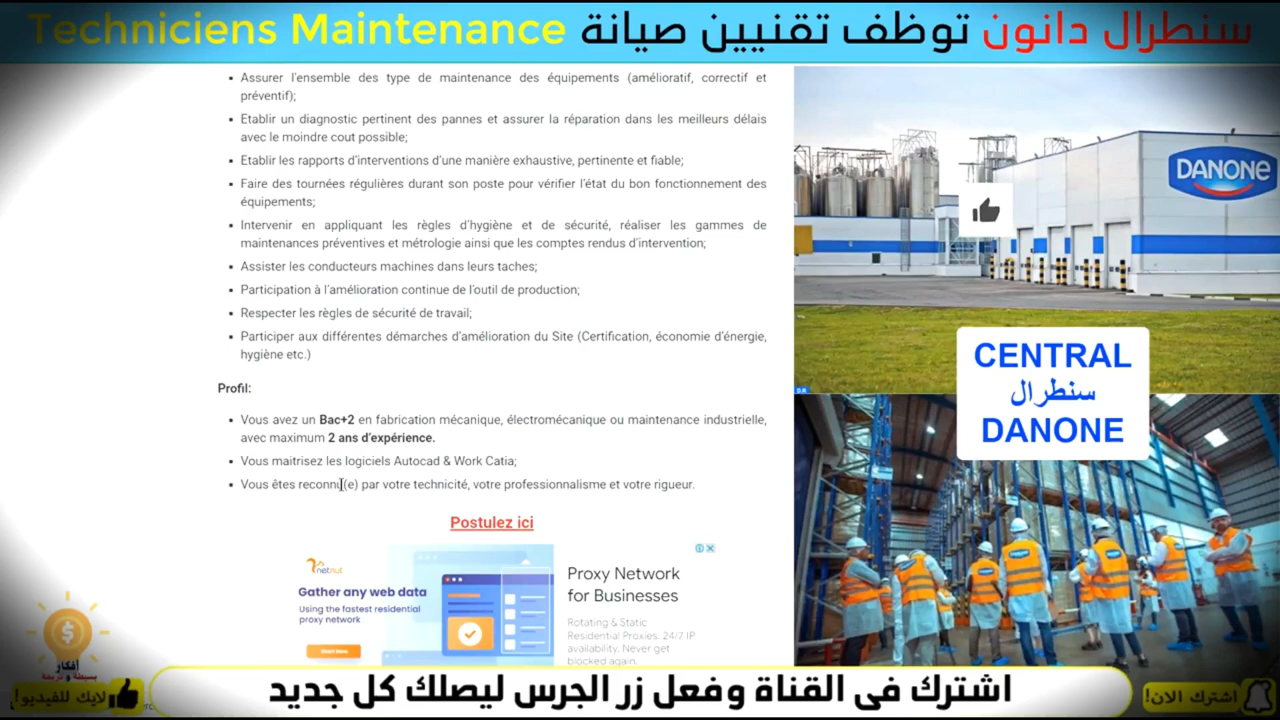 سنطرال دانون توظف تقنيين صيانة Techniciens Maintenance
Assurer l'ensemble des type de maintenance des équipements (amélioratif, correctif et
préventif);
Etablir un diagnostic pertinent des pannes et assurer la réparation dans les meilleurs délais
avec le moindre cout possible;
Etablir les rapports d'interventions d'une manière exhaustive, pertinente et fiable;
Faire des tournées régulières durant son poste pour vérifier l'état du bon fonctionnement des
équipements;
Intervenir en appliquant les règles d'hygiène et de sécurité, réaliser les gammes de
maintenances préventives et métrologie ainsi que les comptes rendus d'intervention;
Assister les conducteurs machines dans leurs taches;
Participation à l'amélioration continue de l'outil de production;
Respecter les règles de sécurité de travail;
Participer aux différentes démarches d'amélioration du Site (Certification, économie d'énergie,
hygiène etc.)
Profil:
Vous avez un Bac+2 en fabrication mécanique, électromécanique ou maintenance industrielle,
avec maximum 2 ans d'expérience.
Vous maitrisez les logiciels Autocad & Work Catia;
Vous êtes reconnu(e) par votre technicité, votre professionnalisme et votre rigueur.
Postulez ici
netnut
Gather any web data
Using the fastest residential
proxy network
Start Now
Proxy Network
for Businesses
Rotating & Static
Residential Proxies. 24/7 IP
availability. Never get
blocked again.
DANONE
D.R
CENTRAL
سنطرال
DANONE
أفكار
بسيطة و مربحة
لايك للفيديو!
اشترك في القناة وفعل زر الجرس ليصلك كل جديد
اشترك الان!